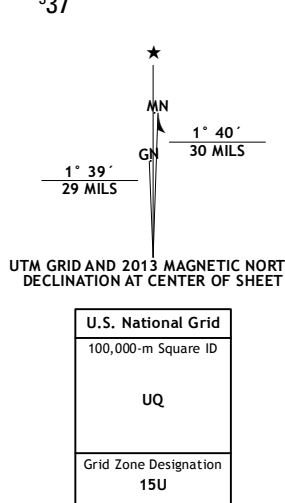 ³37
★
MN
1° 40´
30 MILS
GN
1° 39´
29 MILS
UTM GRID AND 2013 MAGNETIC NORT
DECLINATION AT CENTER OF SHEET
U.S. National Grid
100,000-m Square ID
UQ
Grid Zone Designation
15U